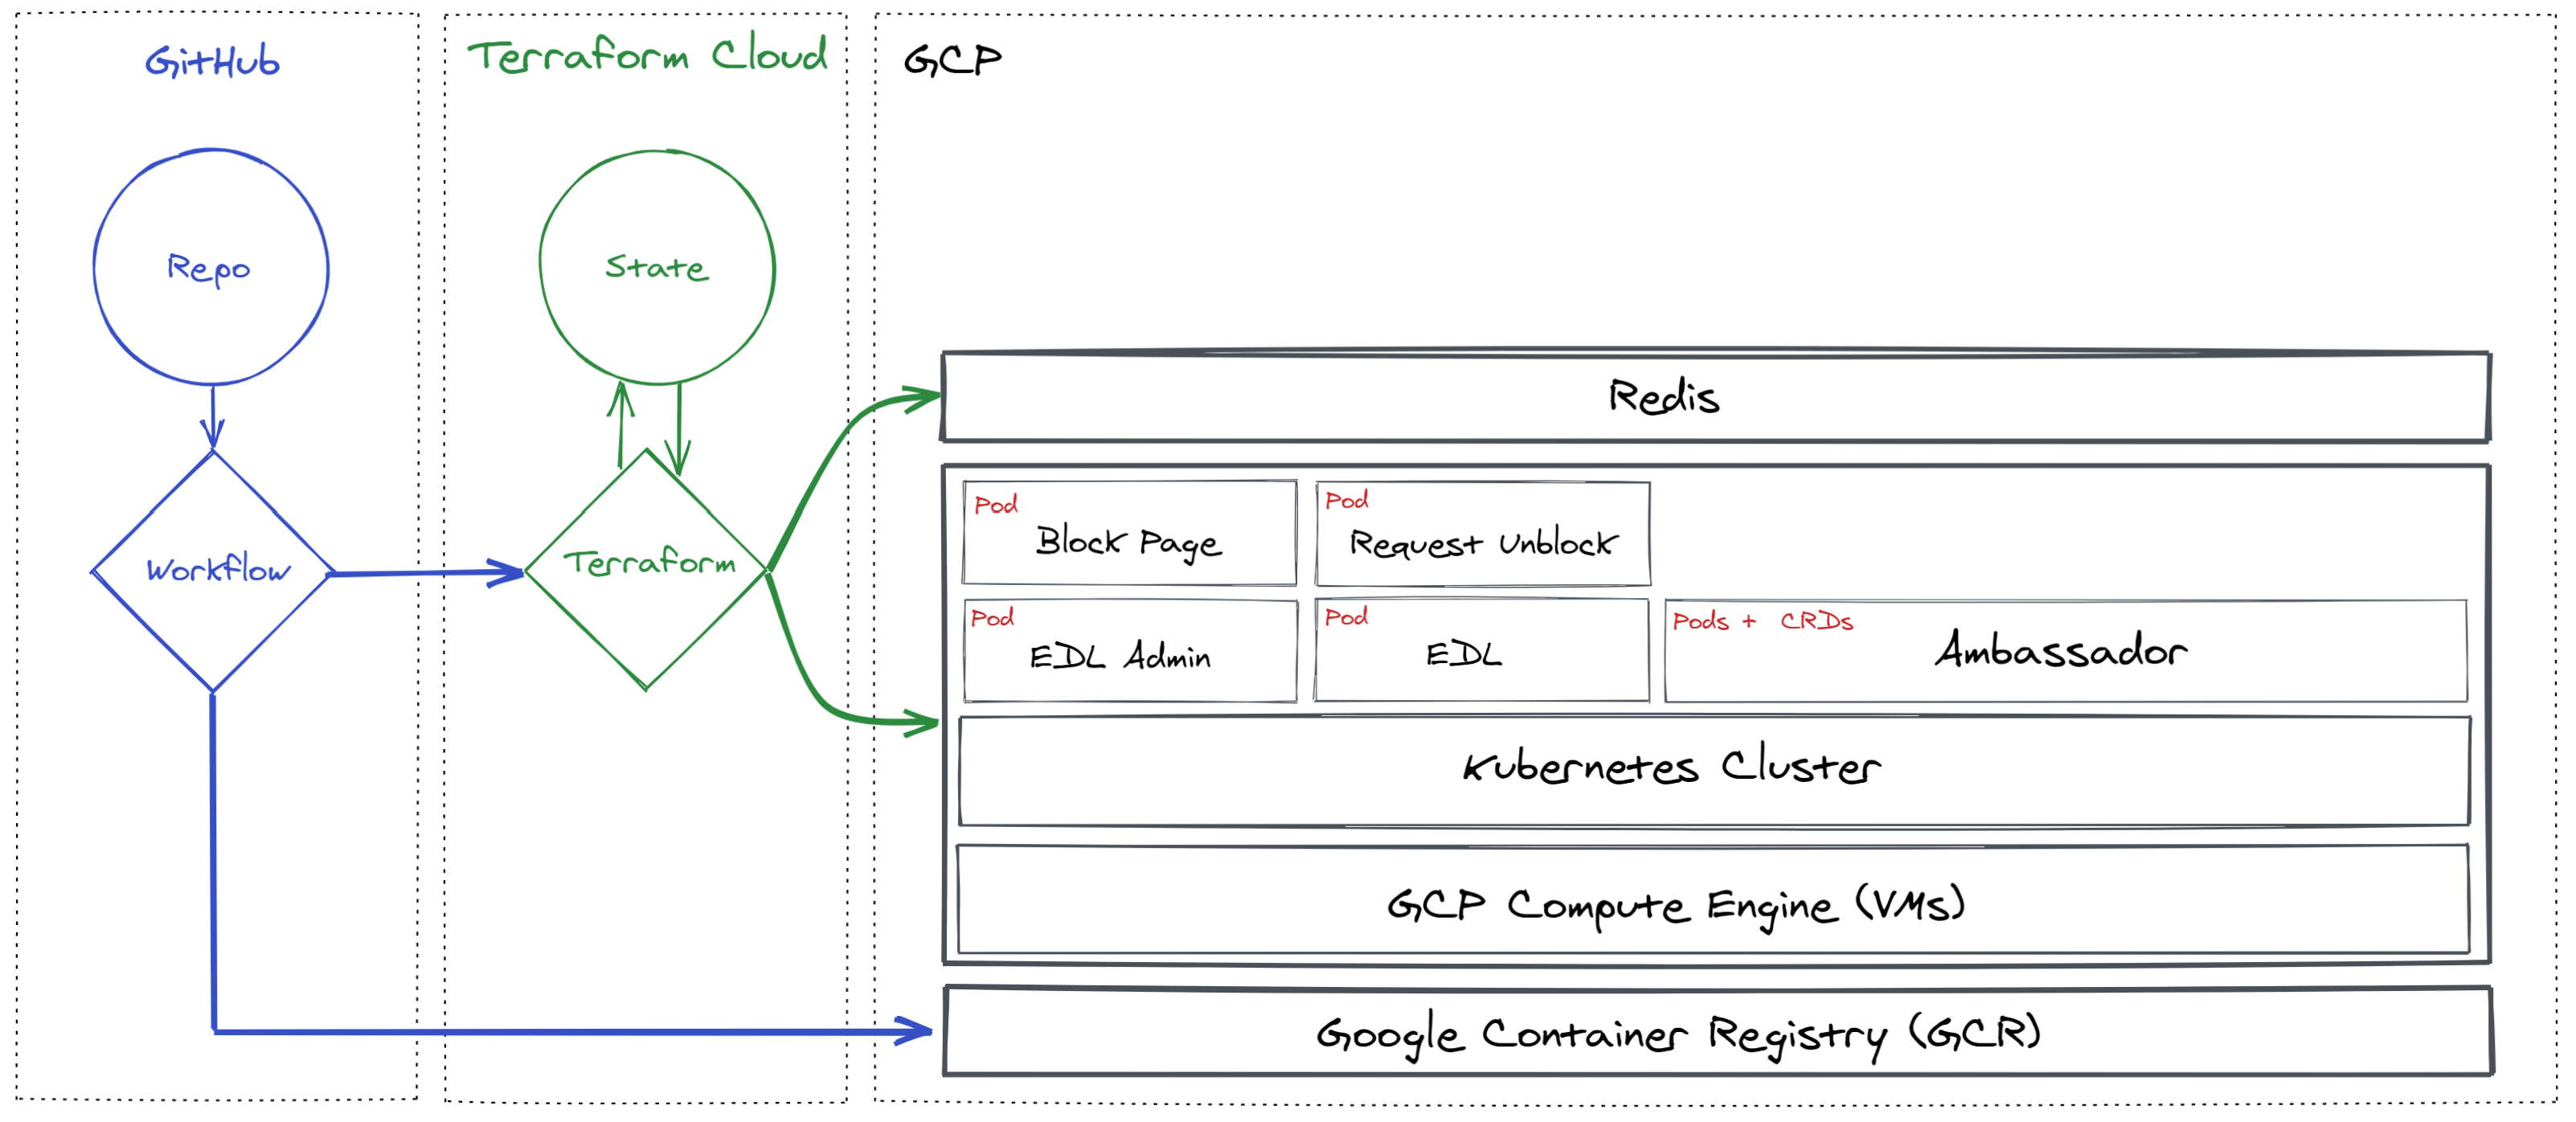 GitHub
Terraform Cloud
GCP
Repo
State
Workflow
Terraform
Redis
Pod
Block Page
Pod
Request Unblock
Pod
EDL Admin
Pod
EDL
Pods + CRDs
Ambassador
Kubernetes Cluster
GCP Compute Engine (VMs)
Google Container Registry (GCR)